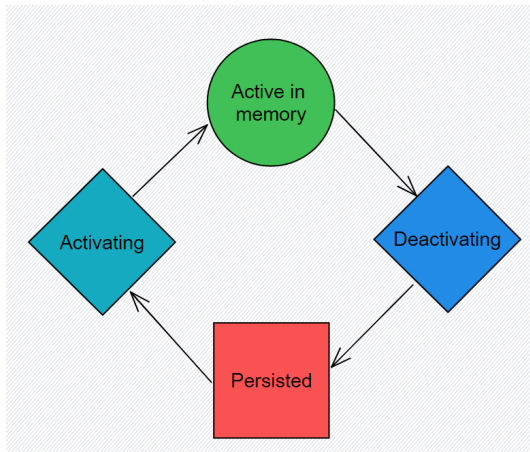 Active in
memory
Activating
Deactivating
Persisted